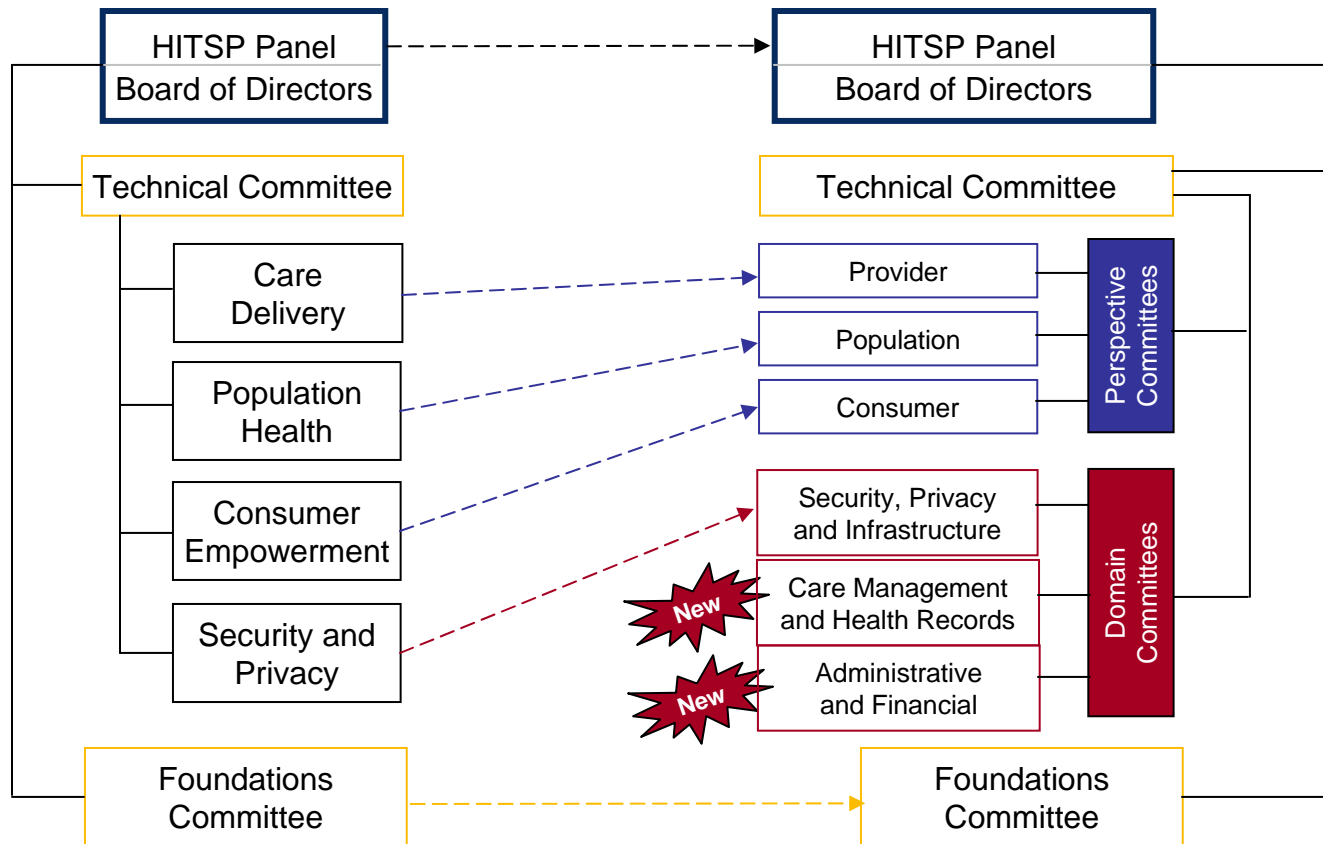 HITSP Panel
Board of Directors
HITSP Panel
Board of Directors
Technical Committee
Technical Committee
Care
Delivery
Population
Health
Consumer
Empowerment
Security and
Privacy
Provider
Population
Consumer
Perspective
Committees
Security, Privacy
and Infrastructure
New
Care Management
and Health Records
New
Administrative
and Financial
Domain
Committees
Foundations
Committee
Foundations
Committee